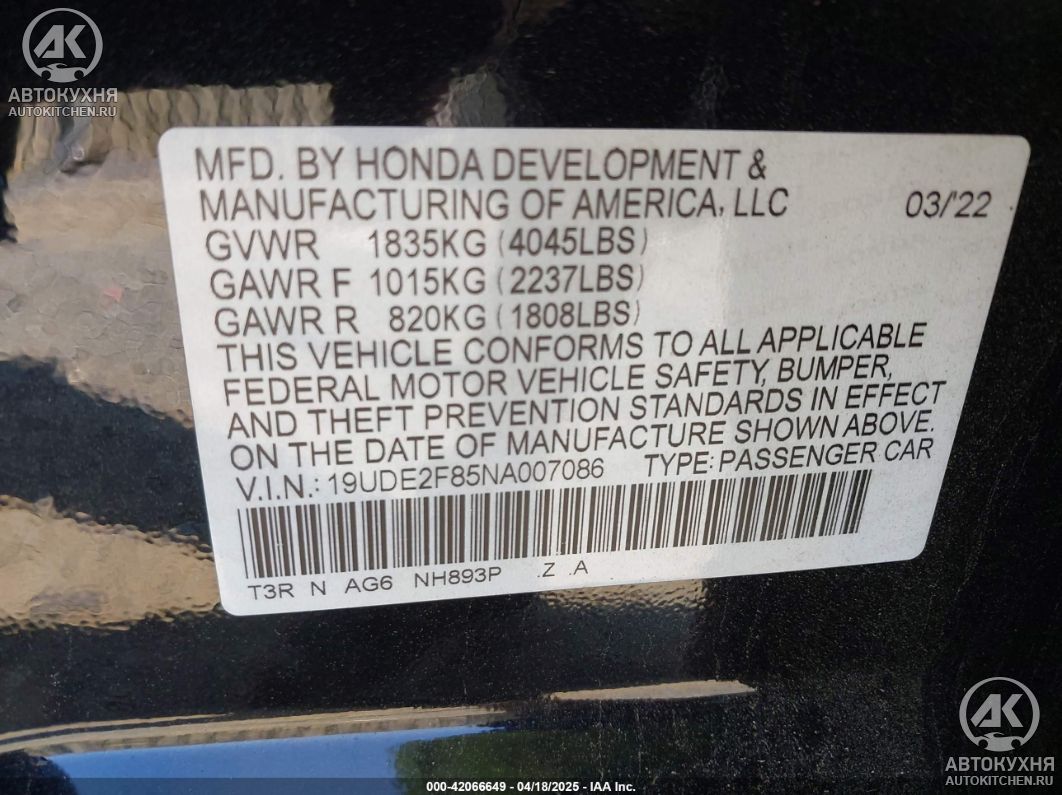 AK
АВТОКУХНЯ
AUTOKITCHEN.RU
MFD. BY HONDA DEVELOPMENT &
MANUFACTURING OF AMERICA, LLC 03/'22
GVWR 1835KG (4045LBS)
GAWR F 1015KG (2237LBS)
GAWR R 820KG (1808LBS)
THIS VEHICLE CONFORMS TO ALL APPLICABLE
FEDERAL MOTOR VEHICLE SAFETY, BUMPER,
AND THEFT PREVENTION STANDARDS IN EFFECT
ON THE DATE OF MANUFACTURE SHOWN ABOVE.
V.I.N.: 19UDE2F85NA007086 TYPE: PASSENGER CAR
T3R N AG6 NH893P .Z .A
AK
АВТОКУХНЯ
AUTOKITCHEN.RU
000-42066649 - 04/18/2025 - IAA Inc.